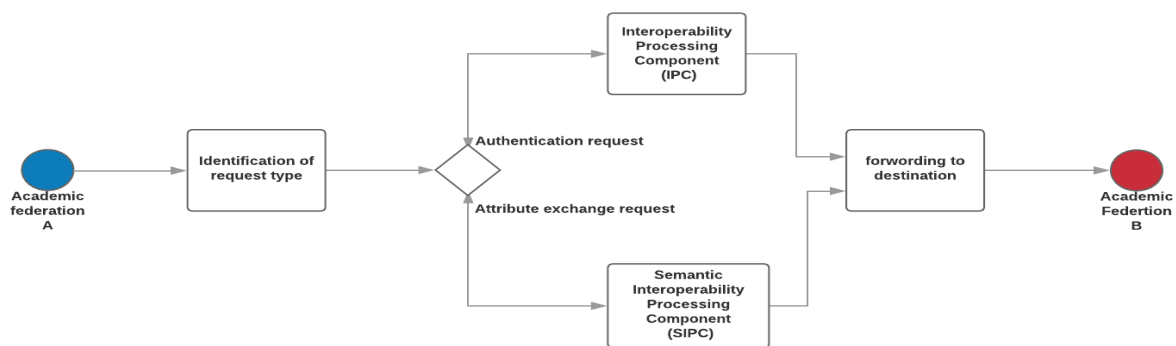 Academic
federation
A
Identification of
request type
Interoperability
Processing
Component
(IPC)
Authentication request
Attribute exchange request
Semantic
Interoperability
Processing
Component
(SIPC)
forwording to
destination
Academic
Federtion
B